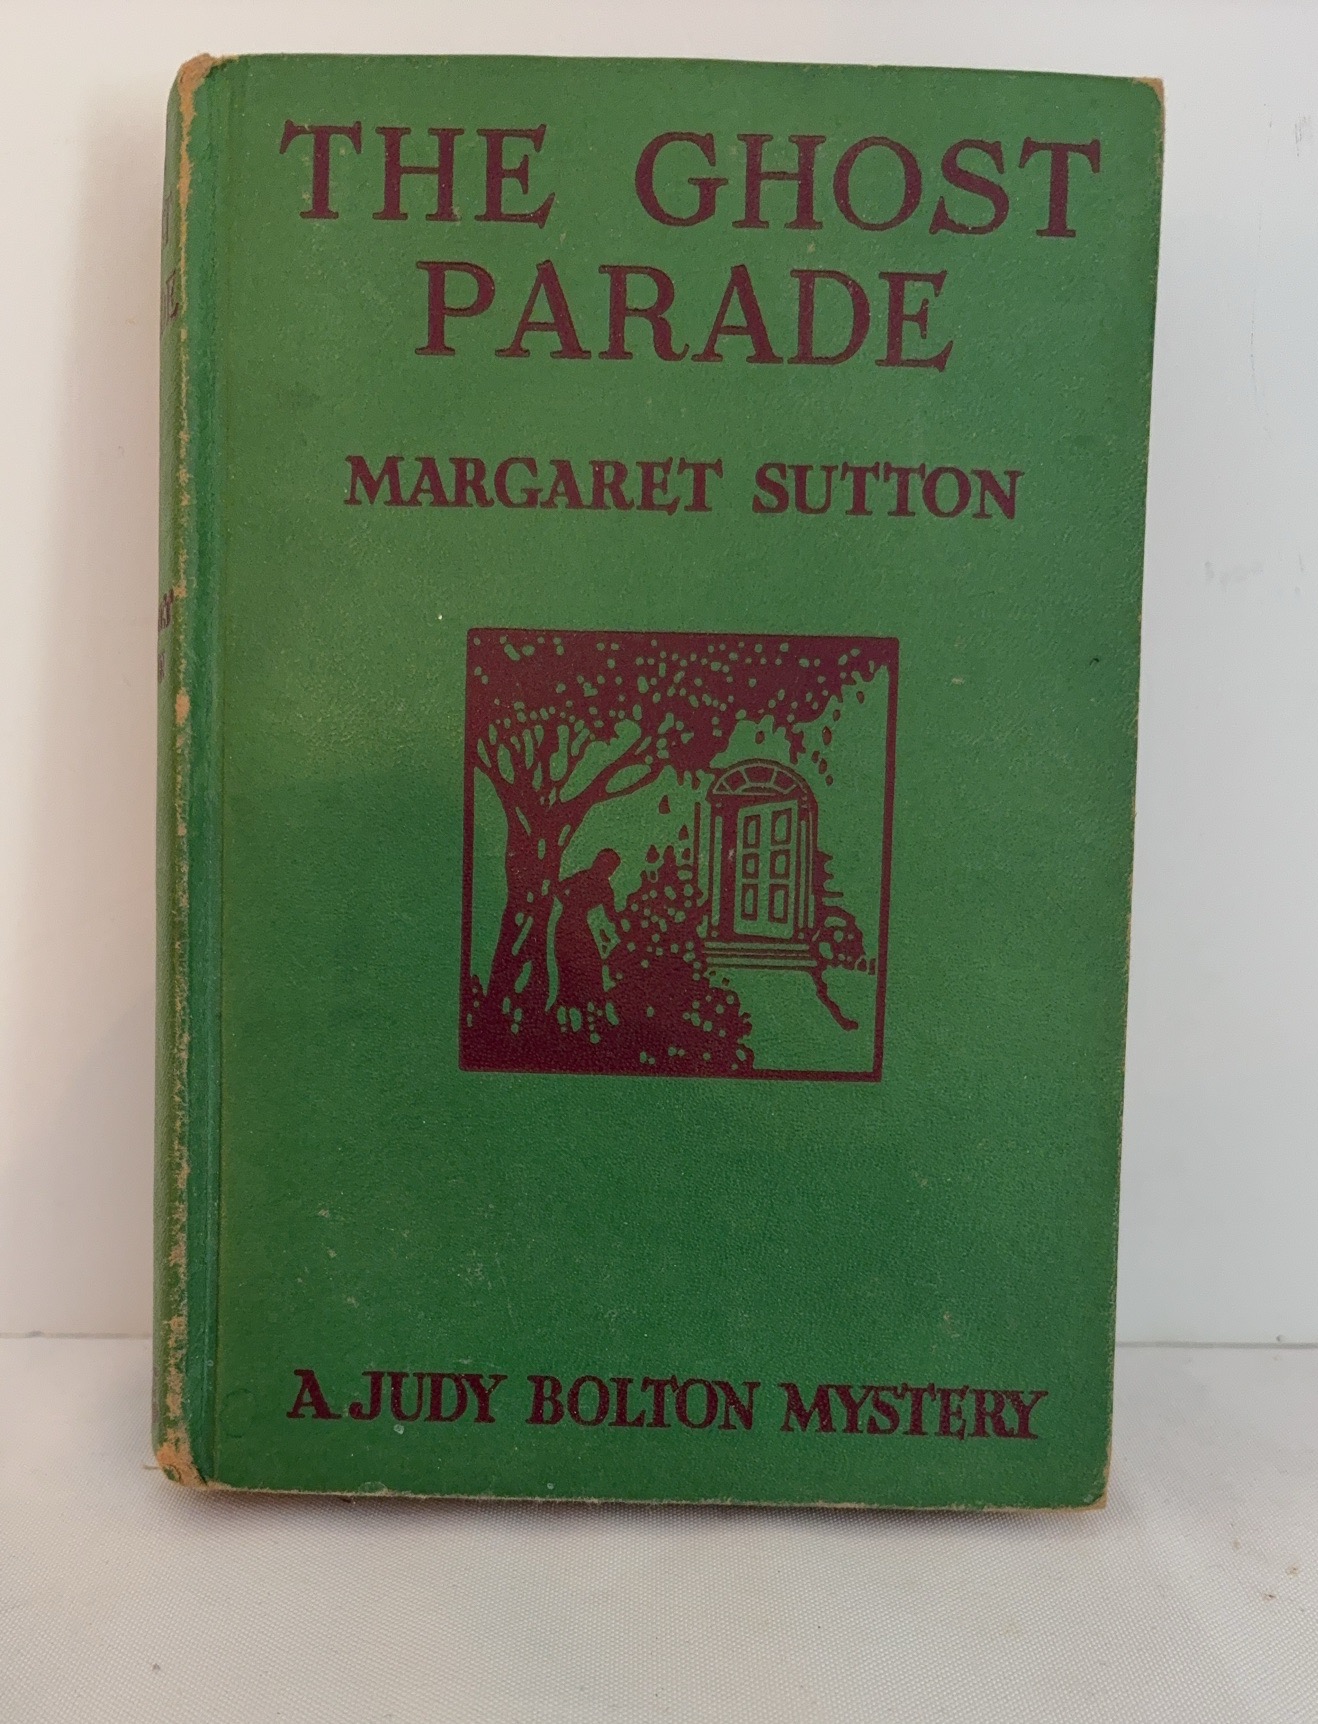 THE GHOST
PARADE
MARGARET SUTTON
A JUDY BOLTON MYSTERY